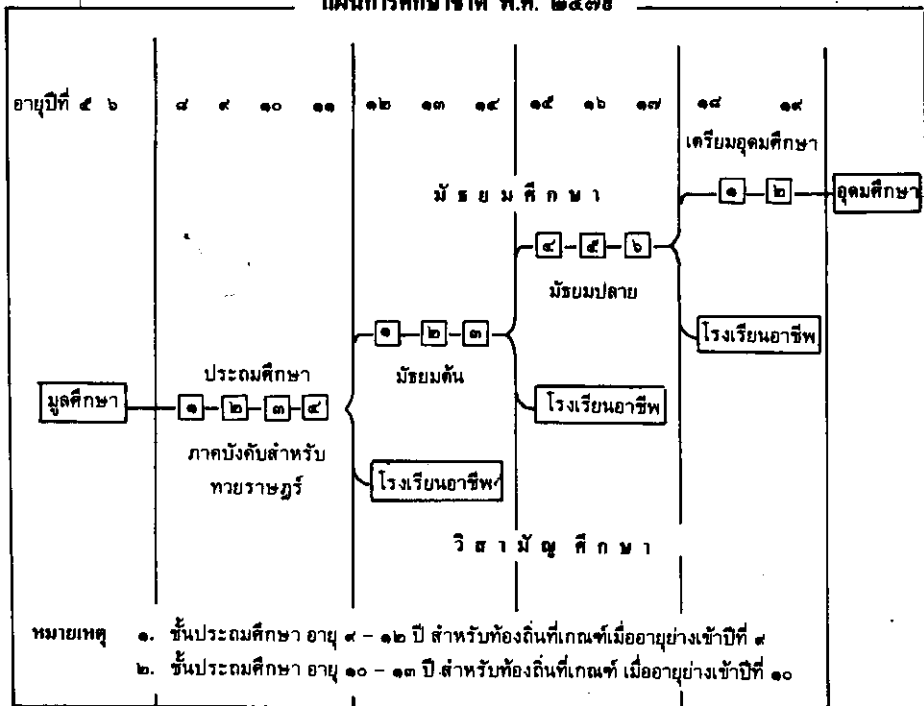 แผนการศึกษาชาติ พ.ศ. ๒๔๗๙
อายุปีที่ ๕ ๖ ๘ ๙ ๑๐ ๑๑ ๑๒ ๑๓ ๑๔ ๑๕ ๑๖ ๑๗ ๑๘ ๑๙
เตรียมอุดมศึกษา
มัธยมศึกษา
๑ ๒ อุดมศึกษา
๔ ๕ ๖
มัธยมปลาย
๑ ๒ ๓
โรงเรียนอาชีพ
ประถมศึกษา
มัธยมต้น
มูลศึกษา
๑ ๒ ๓ ๔
โรงเรียนอาชีพ
ภาคบังคับสำหรับ
ทวยราษฎร์
โรงเรียนอาชีพ
วิสามัญศึกษา
หมายเหตุ ๑. ชั้นประถมศึกษา อายุ ๙ - ๑๒ ปี สำหรับท้องถิ่นที่เกณฑ์เมื่ออายุย่างเข้าปีที่ ๙
๒. ชั้นประถมศึกษา อายุ ๑๐ - ๑๓ ปี สำหรับท้องถิ่นที่เกณฑ์ เมื่ออายุย่างเข้าปีที่ ๑๐